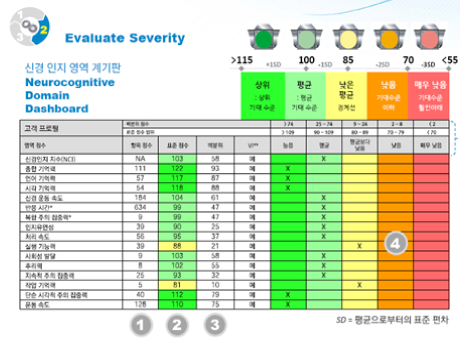 1 2 3
Evaluate Severity
신경 인지 영역 계기판
Neurocognitive
Domain
Dashboard
>115 100 85 70 <55
+1SD -1SD -2SD -3SD
상위 평균 낮은 평균 낮음 매우 낮음
: 상위 기대 수준 : 평균 기대 수준 경계선 기대수준 이하 기대수준 훨씬아래
고객 프로필 백분위 점수 > 74 25 - 74 9 - 24 2 - 8 < 2
표준 점수 범위 > 109 90 - 109 80 - 89 70 - 79 < 70
영역 점수 항목 점수 표준 점수 백분위 VI** 높음 평균 평균보다 낮음 낮음 매우 낮음
신경인지 지수(NCI) NA 103 58 예 X
종합 기억력 111 122 93 예 X
언어 기억력 57 117 87 예 X
시각 기억력 54 118 88 예 X
신경 운동 속도 184 104 61 예 X
반응 시간* 634 99 47 예 X
복합 주의 집중력* 9 99 47 예 X
인지유연성 39 90 25 예 X
처리 속도 56 95 37 예 X
실행 기능력 39 88 21 예 X
사회성 발달 9 103 58 예 X
추리력 8 102 55 예 X
지속적 주의 집중력 25 93 32 예 X
작업 기억력 5 81 10 예 X
단순 시각적 주의 집중력 40 112 79 예 X
운동 속도 128 110 75 예 X
4
1 2 3
SD = 평균으로부터의 표준 편차